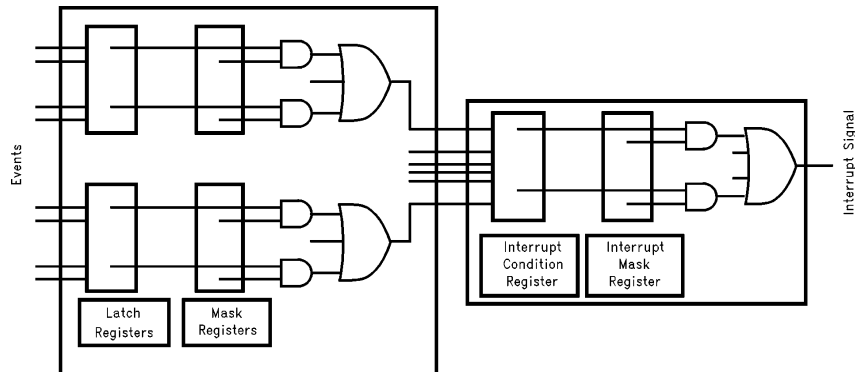 Events
Latch
Registers
Mask
Registers
Interrupt
Condition
Register
Interrupt
Mask
Register
Interrupt Signal